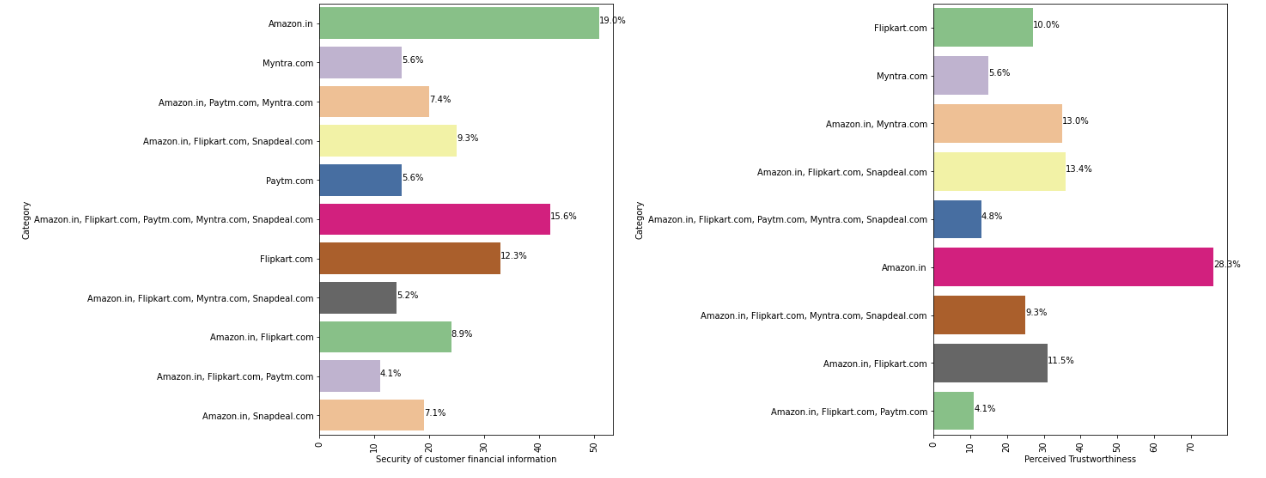 Category
Amazon.in
19.0%
Myntra.com
5.6%
Amazon.in, Paytm.com, Myntra.com
7.4%
Amazon.in, Flipkart.com, Snapdeal.com
9.3%
Paytm.com
5.6%
Amazon.in, Flipkart.com, Paytm.com, Myntra.com, Snapdeal.com
15.6%
Flipkart.com
12.3%
Amazon.in, Flipkart.com, Myntra.com, Snapdeal.com
5.2%
Amazon.in, Flipkart.com
8.9%
Amazon.in, Flipkart.com, Paytm.com
4.1%
Amazon.in, Snapdeal.com
7.1%
0 10 20 30 40 50
Security of customer financial information
Category
Flipkart.com
10.0%
Myntra.com
5.6%
Amazon.in, Myntra.com
13.0%
Amazon.in, Flipkart.com, Snapdeal.com
13.4%
Amazon.in, Flipkart.com, Paytm.com, Myntra.com, Snapdeal.com
4.8%
Amazon.in
28.3%
Amazon.in, Flipkart.com, Myntra.com, Snapdeal.com
9.3%
Amazon.in, Flipkart.com
11.5%
Amazon.in, Flipkart.com, Paytm.com
4.1%
0 10 20 30 40 50 60 70
Perceived Trustworthiness